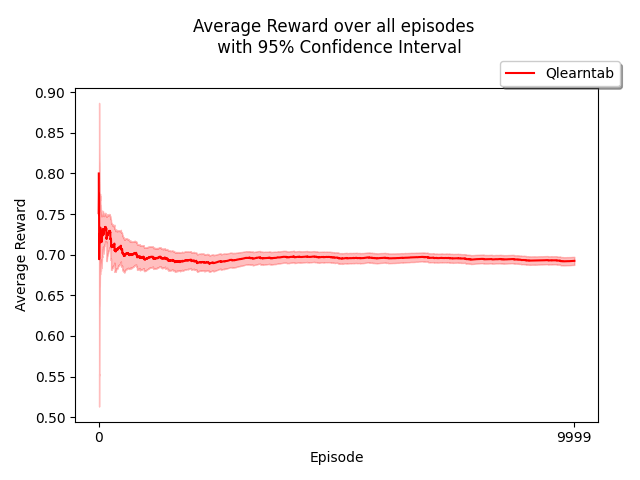 Average Reward over all episodes
with 95% Confidence Interval
Qlearntab
0.90
0.85
0.80
0.75
0.70
0.65
0.60
0.55
0.50
Average Reward
0
9999
Episode